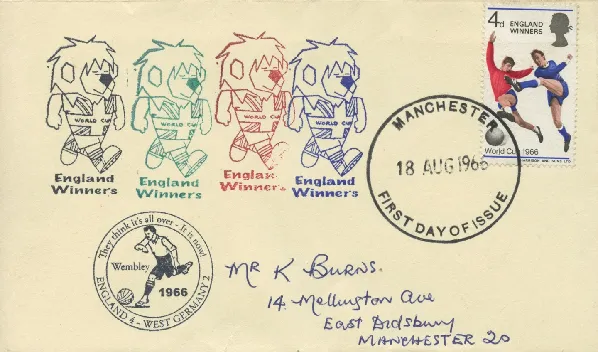 4d ENGLAND
WINNERS
World Cup 1966
WORLD CUP
WORLD CUP
WORLD CUP
WORLD CUP
England
Winners
England
Winners
England
Winners
England
Winners
MANCHESTER
18 AUG 1966
FIRST DAY OF ISSUE
They think it's all over - It is now!
Wembley
1966
ENGLAND 4 - WEST GERMANY 2
MR K BURNS.
14. Mellington Ave
East Didsbury
MANCHESTER 20